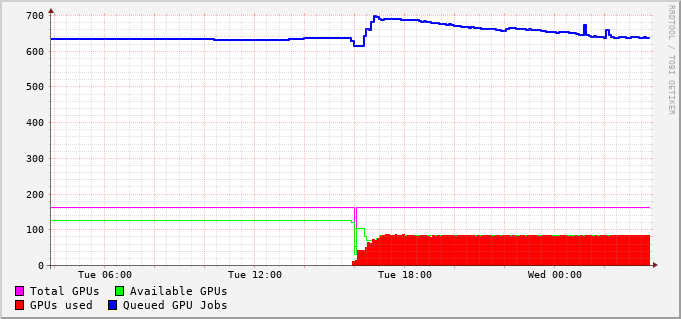 700
600
500
400
300
200
100
0
Tue 06:00 Tue 12:00 Tue 18:00 Wed 00:00
Total GPUs Available GPUs
GPUs used Queued GPU Jobs
RRDTOOL / TOBI OETIKER